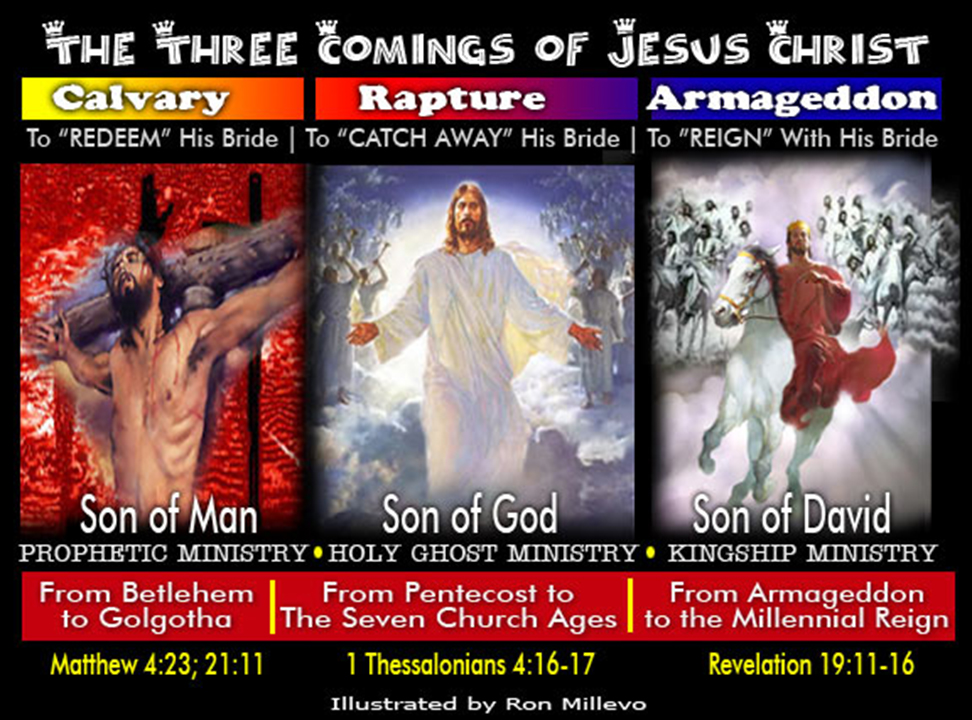 THE THREE COMINGS OF JESUS CHRIST
Calvary Rapture Armageddon
To "REDEEM" His Bride | To "CATCH AWAY" His Bride | To "REIGN" With His Bride
Son of Man Son of God Son of David
PROPHETIC MINISTRY • HOLY GHOST MINISTRY • KINGSHIP MINISTRY
From Betlehem
to Golgotha
From Pentecost to
The Seven Church Ages
From Armageddon
to the Millennial Reign
Matthew 4:23; 21:11 1 Thessalonians 4:16-17 Revelation 19:11-16
Illustrated by Ron Millevo